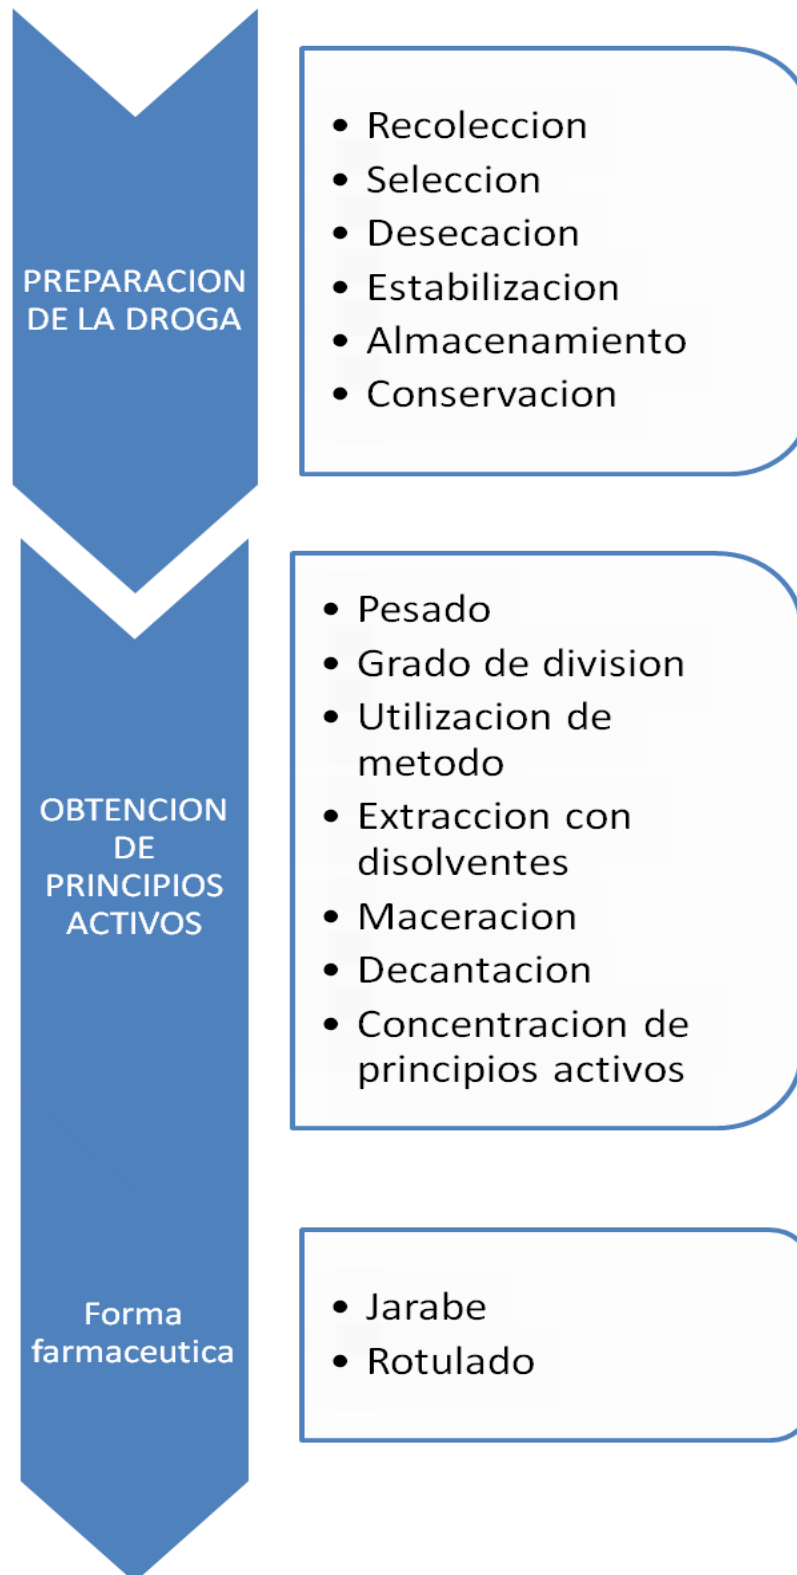 PREPARACION
DE LA DROGA
• Recoleccion
• Seleccion
• Desecacion
• Estabilizacion
• Almacenamiento
• Conservacion
OBTENCION
DE
PRINCIPIOS
ACTIVOS
• Pesado
• Grado de division
• Utilizacion de
metodo
• Extraccion con
disolventes
• Maceracion
• Decantacion
• Concentracion de
principios activos
Forma
farmaceutica
• Jarabe
• Rotulado